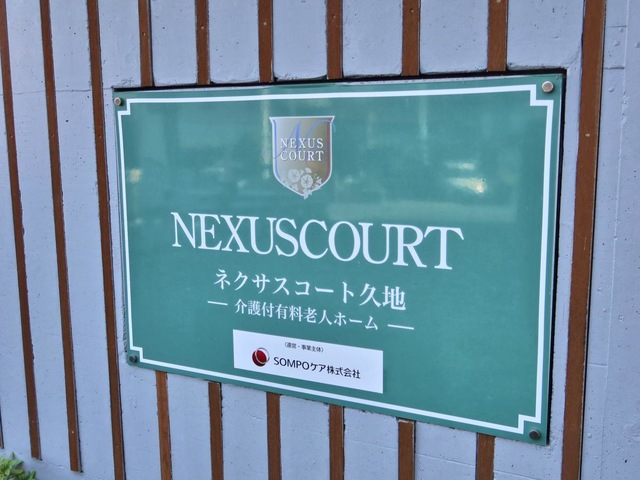 NEXUS
COURT
NEXUSCOURT
ネクサスコート久地
― 介護付有料老人ホーム ―
（運営・事業主体）
SOMPOケア株式会社